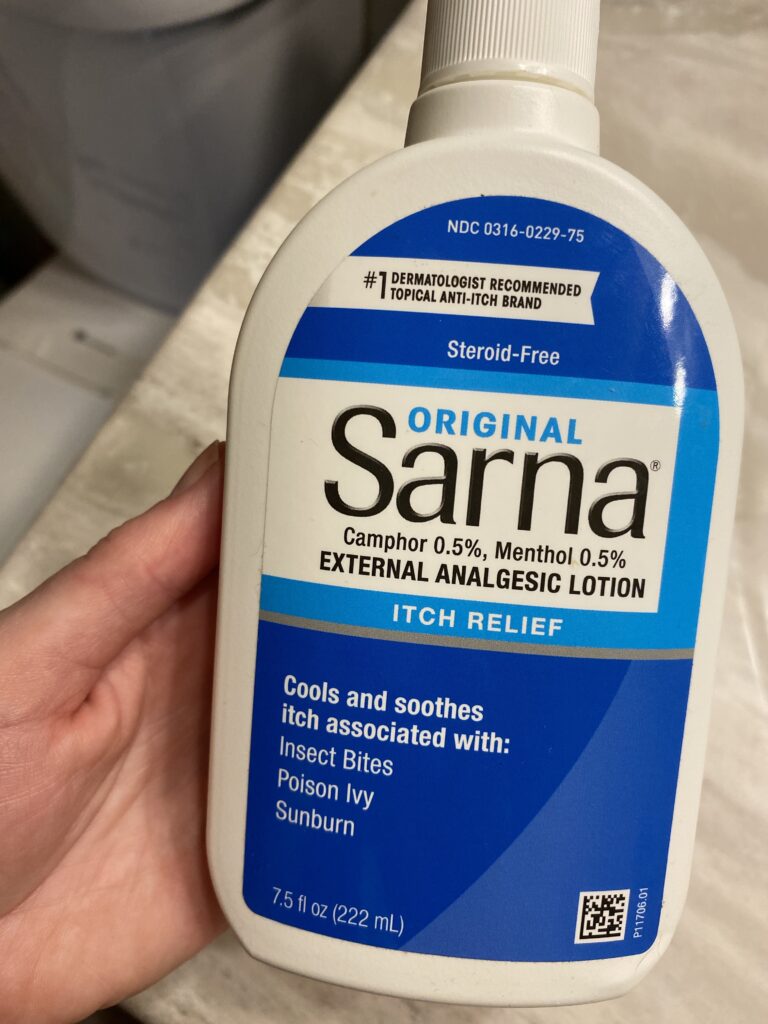 NDC 0316-0229-75
#1 DERMATOLOGIST RECOMMENDED
TOPICAL ANTI-ITCH BRAND
Steroid-Free
ORIGINAL
Sarna®
Camphor 0.5%, Menthol 0.5%
EXTERNAL ANALGESIC LOTION
ITCH RELIEF
Cools and soothes
itch associated with:
Insect Bites
Poison Ivy
Sunburn
7.5 fl oz (222 mL)
P11706.01